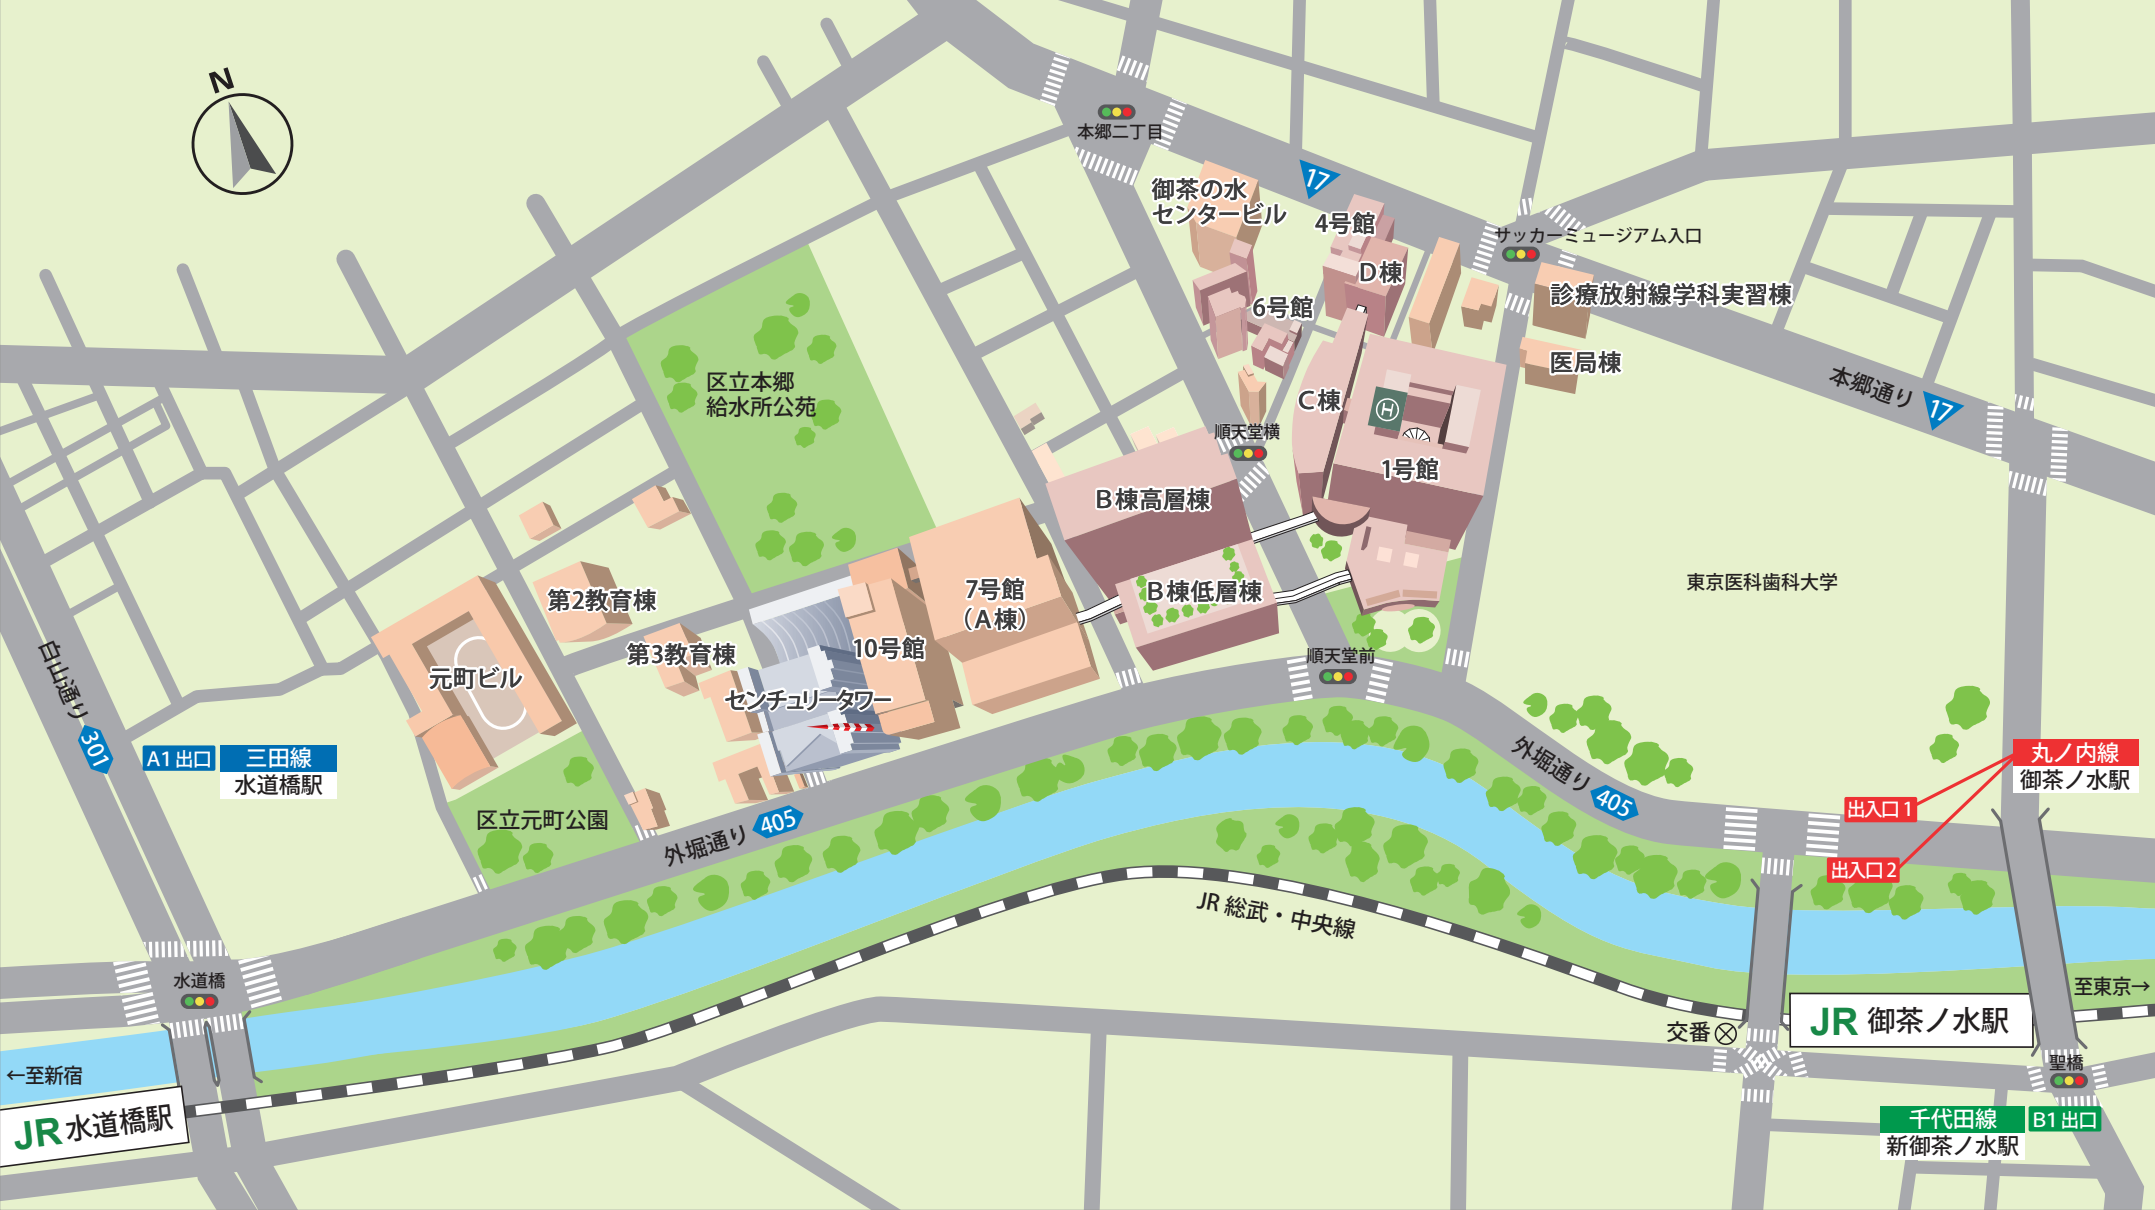 N
本郷二丁目
御茶の水
センタービル
17
4号館
サッカーミュージアム入口
D棟
診療放射線学科実習棟
6号館
医局棟
区立本郷
給水所公苑
C棟
H
本郷通り
17
順天堂横
1号館
B棟高層棟
東京医科歯科大学
第2教育棟
7号館
(A棟)
B棟低層棟
10号館
第3教育棟
元町ビル
順天堂前
白山通り
センチュリータワー
301
A1 出口
三田線
水道橋駅
外堀通り
405
丸ノ内線
御茶ノ水駅
出入口 1
区立元町公園
外堀通り
405
出入口 2
JR 総武・中央線
水道橋
至東京→
JR 御茶ノ水駅
交番
←至新宿
聖橋
JR 水道橋駅
千代田線
新御茶ノ水駅
B1 出口